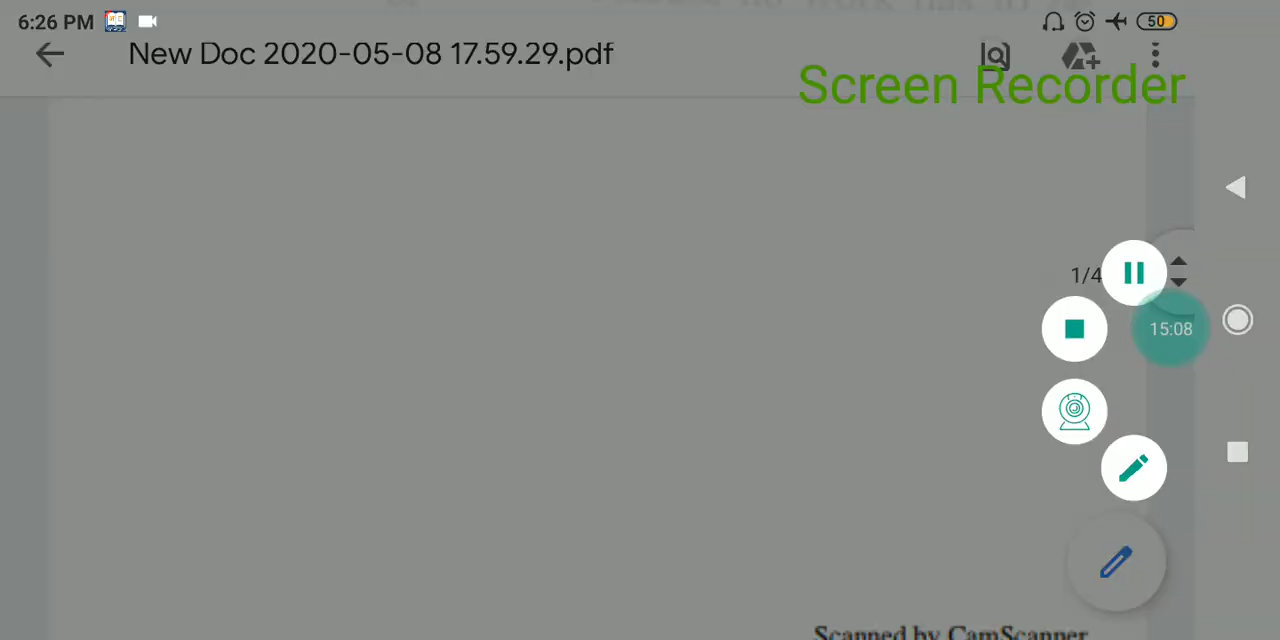 6:26 PM
50
New Doc 2020-05-08 17.59.29.pdf
Screen Recorder
1/4
15:08
Scanned by CamScanner